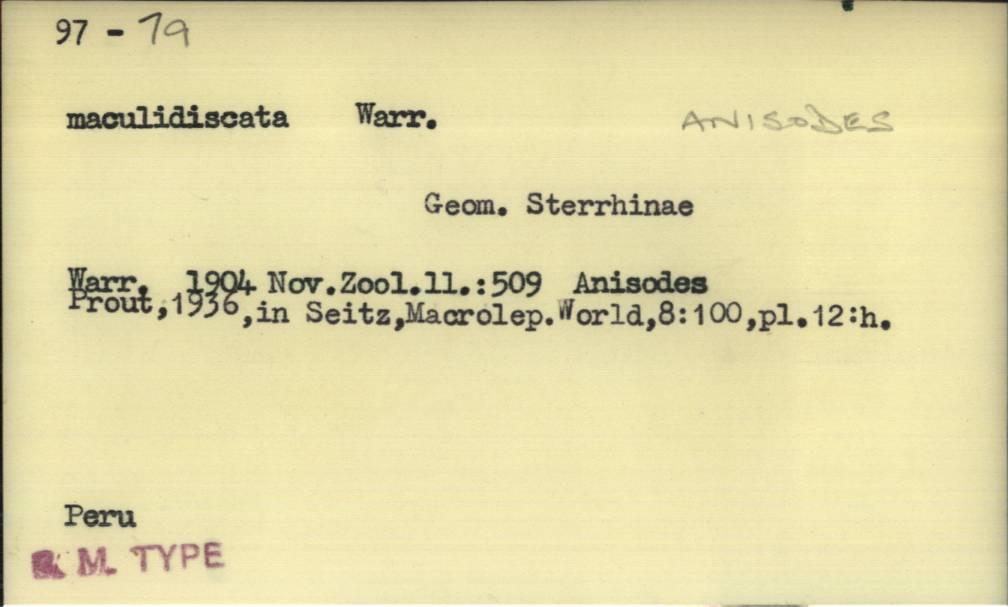 97 - 79
maculidiscata Warr. ANISODES
Geom. Sterrhinae
Warr. 1904 Nov.Zool.11.:509 Anisodes
Prout,1936,in Seitz,Macrolep.World,8:100,pl.12:h.
Peru
B. M. TYPE